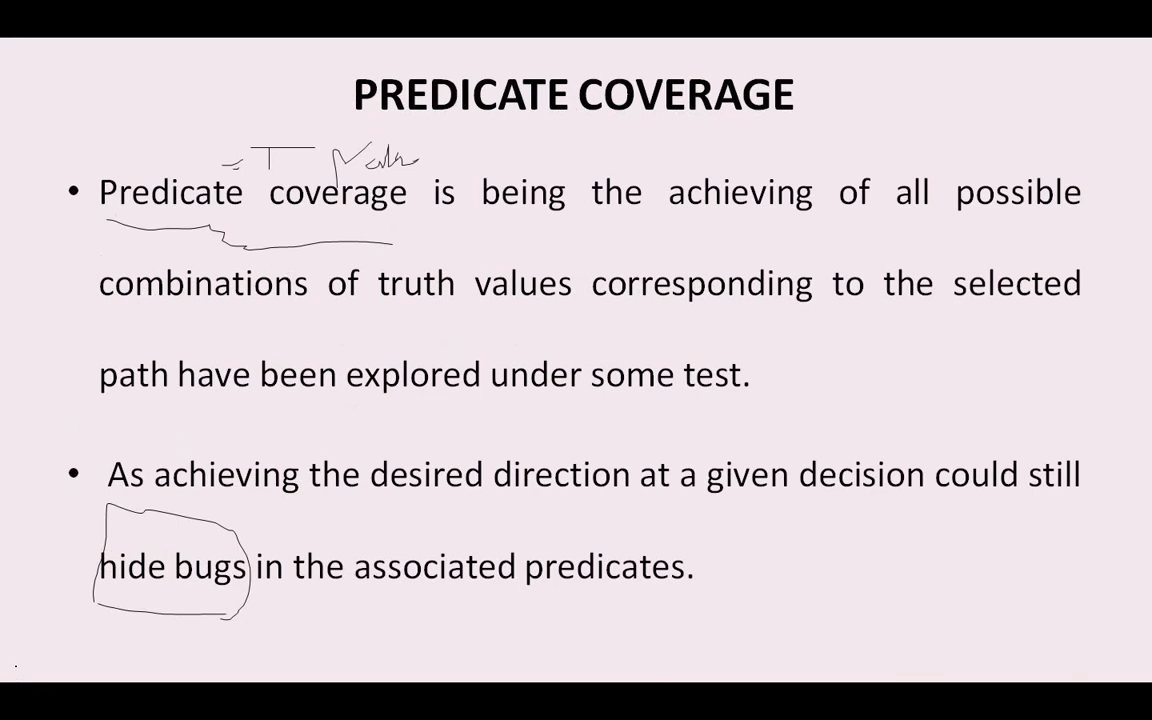 PREDICATE COVERAGE
= T Value
• Predicate coverage is being the achieving of all possible
combinations of truth values corresponding to the selected
path have been explored under some test.
• As achieving the desired direction at a given decision could still
hide bugs in the associated predicates.